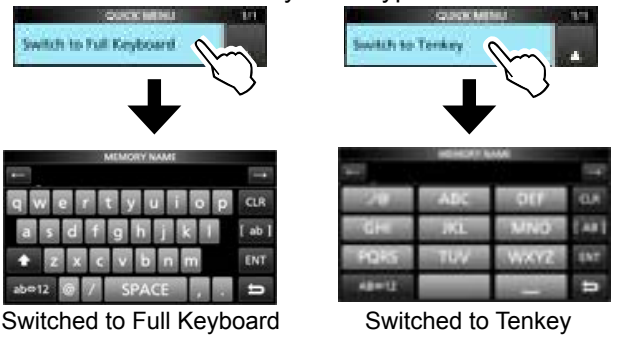 QUICK MENU 1/1
Switch to Full Keyboard
MEMORY NAME
← →
q w e r t y u i o p CLR
a s d f g h j k l [ ab ]
z x c v b n m ENT
ab⇔12 @ / SPACE , .
Switched to Full Keyboard
QUICK MENU 1/1
Switch to Tenkey
MEMORY NAME
← →
ABC DEF CLR
GHI JKL MNO [ AB ]
PQRS TUV WXYZ ENT
AB⇔12 _
Switched to Tenkey